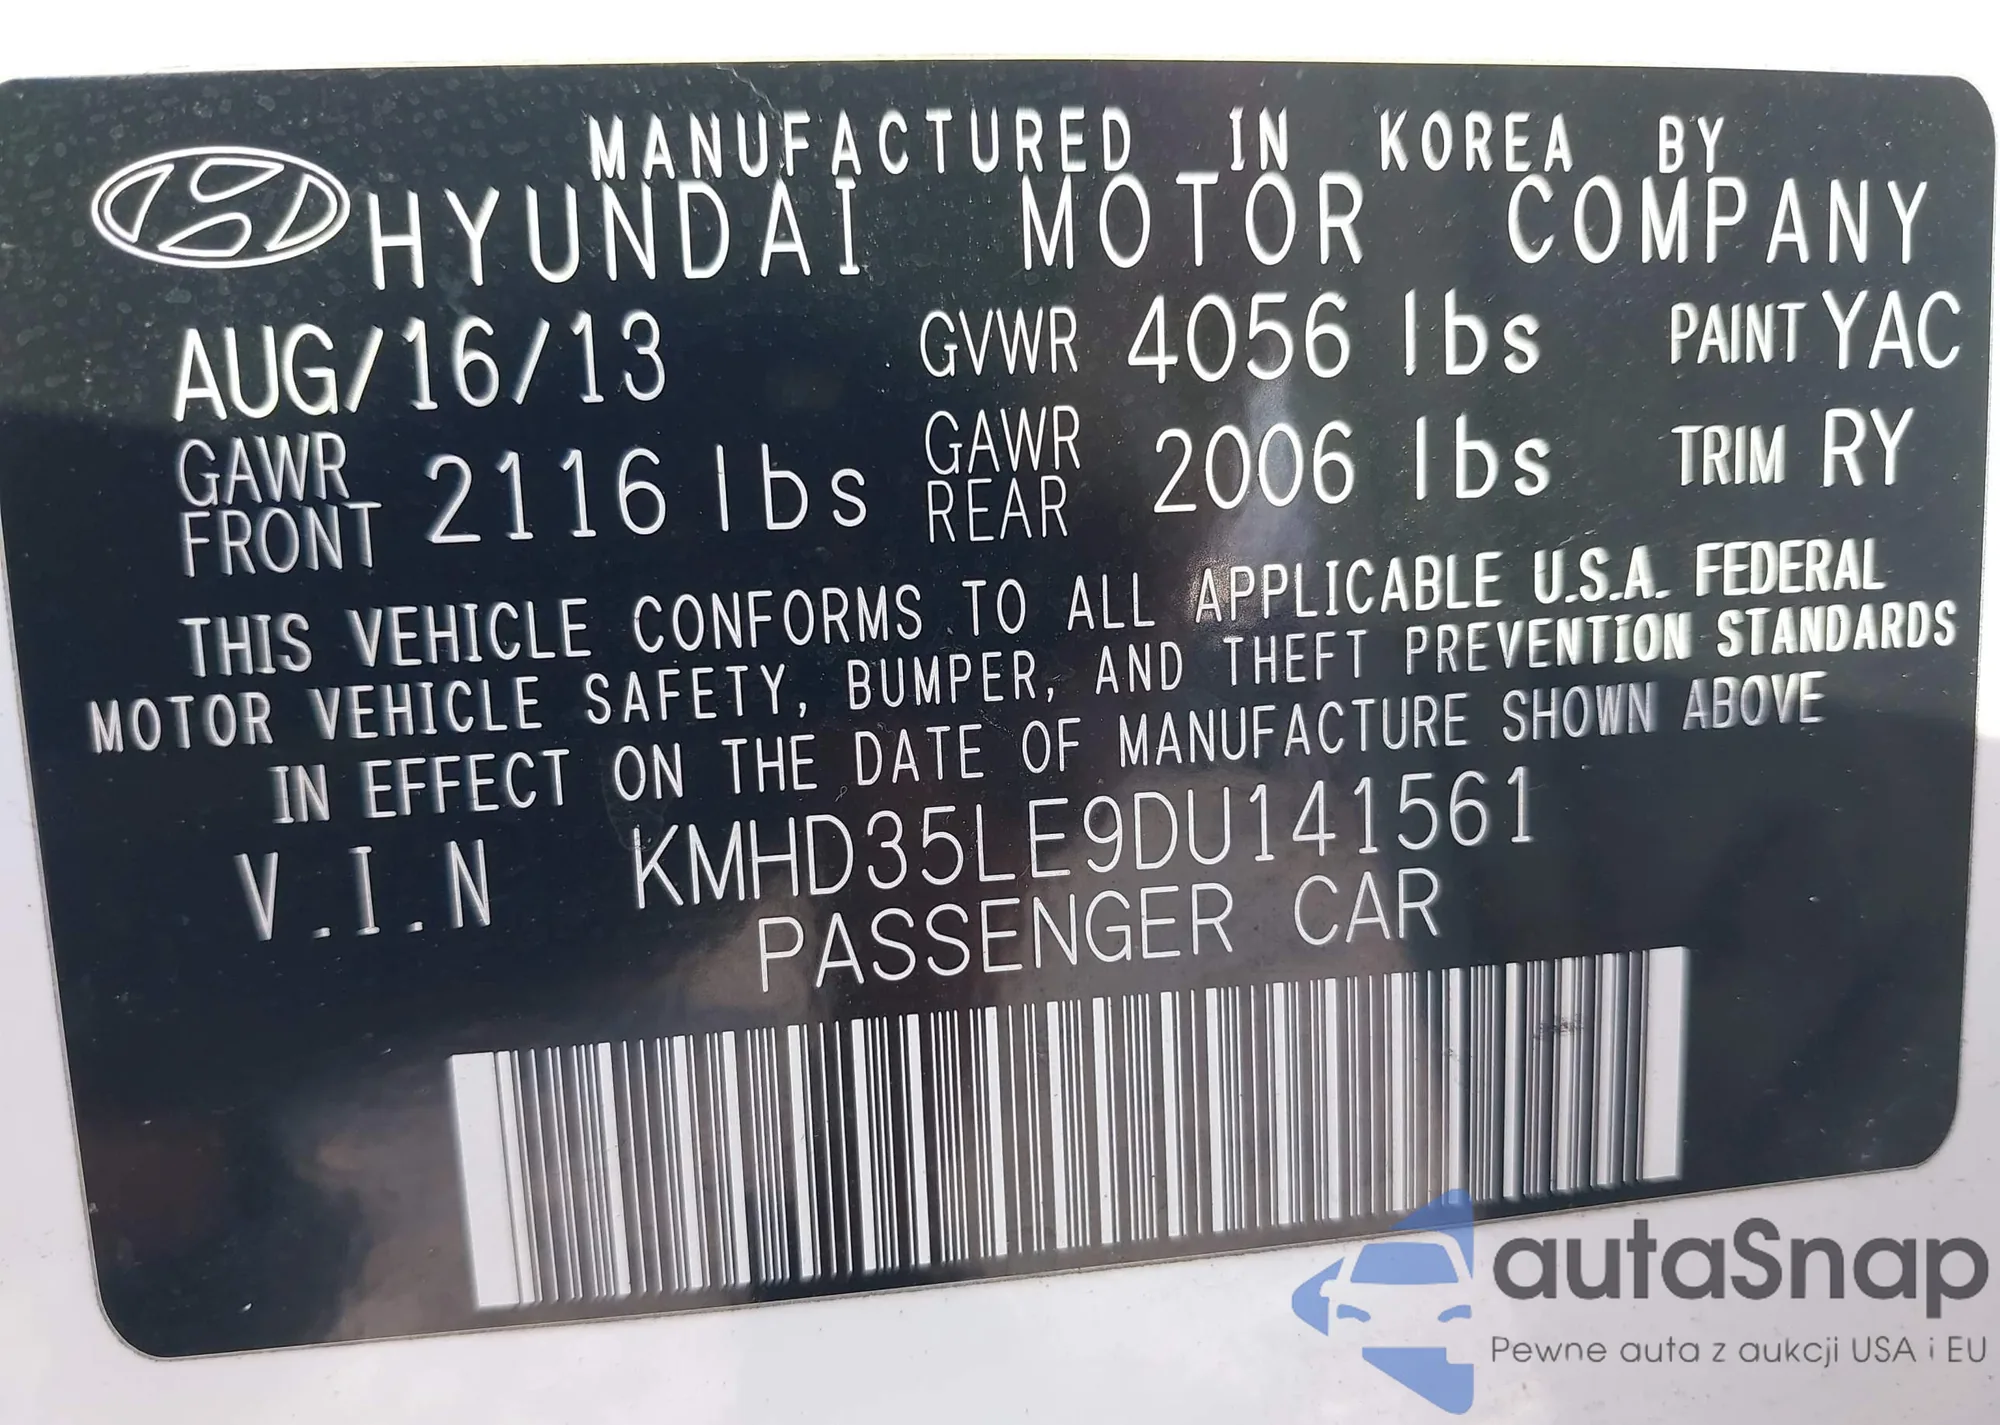 MANUFACTURED IN KOREA BY
HYUNDAI MOTOR COMPANY
AUG/16/13 GVWR 4056 lbs PAINT YAC
GAWR FRONT 2116 lbs GAWR REAR 2006 lbs TRIM RY
THIS VEHICLE CONFORMS TO ALL APPLICABLE U.S.A. FEDERAL
MOTOR VEHICLE SAFETY, BUMPER, AND THEFT PREVENTION STANDARDS
IN EFFECT ON THE DATE OF MANUFACTURE SHOWN ABOVE
V.I.N KMHD35LE9DU141561
PASSENGER CAR
autaSnap
Pewne auta z aukcji USA i EU